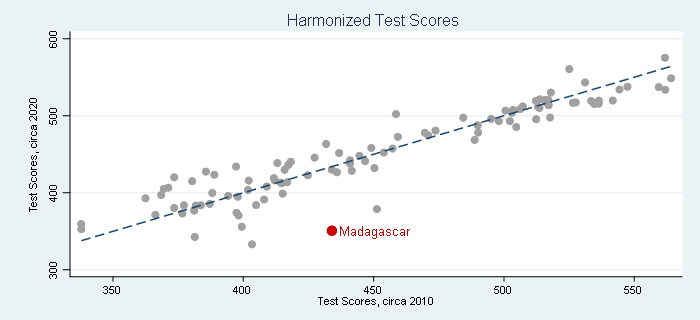 Harmonized Test Scores
Test Scores, circa 2020
600
500
400
300
Madagascar
350
400
450
500
550
Test Scores, circa 2010